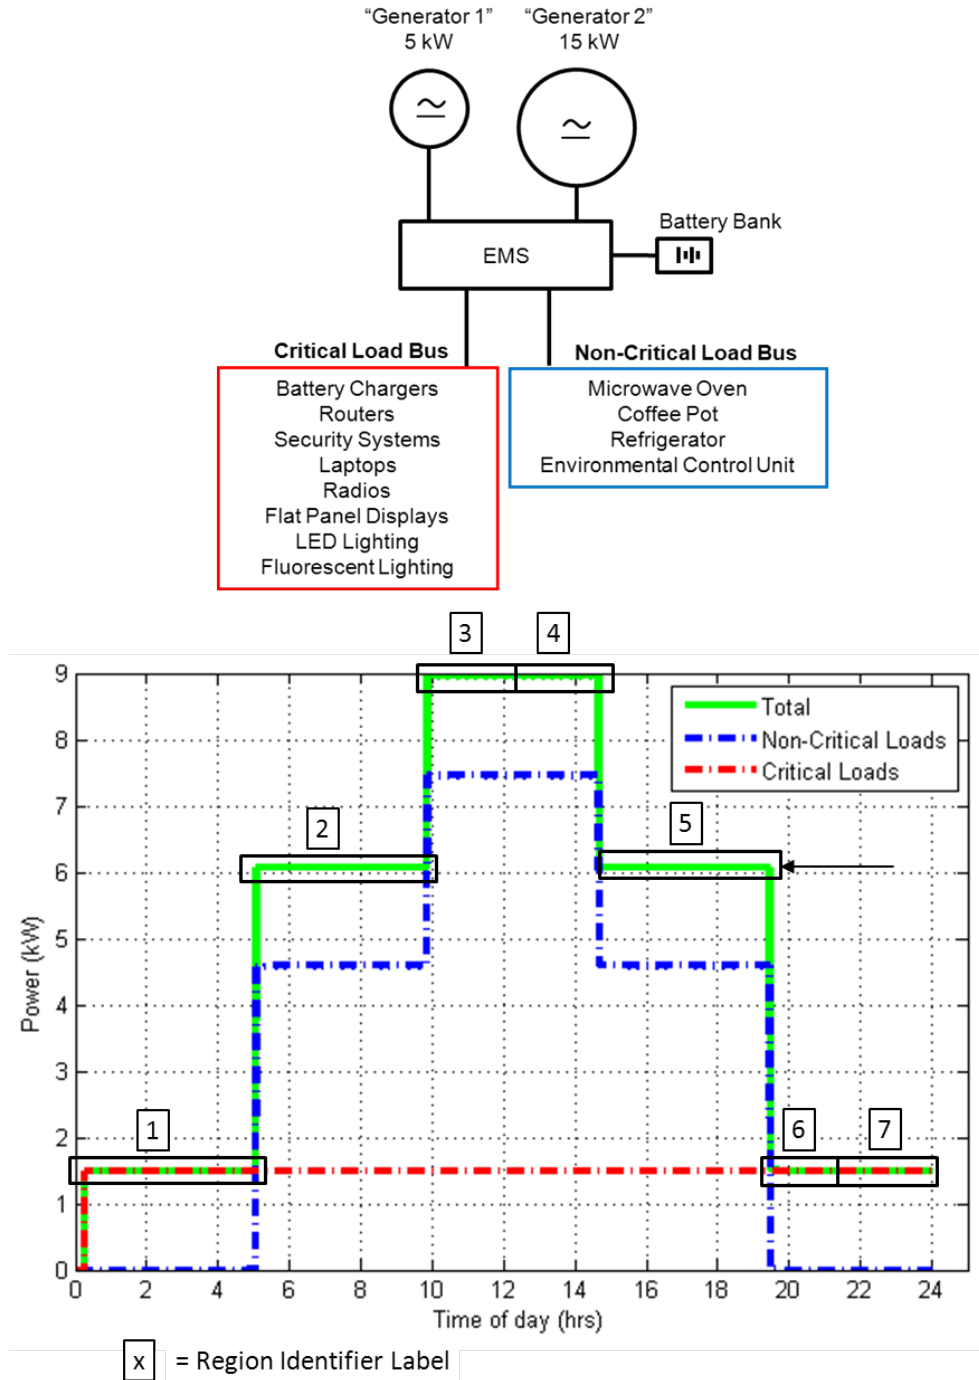 “Generator 1” “Generator 2”
5 kW 15 kW
EMS
Battery Bank
Critical Load Bus
Battery Chargers
Routers
Security Systems
Laptops
Radios
Flat Panel Displays
LED Lighting
Fluorescent Lighting
Non-Critical Load Bus
Microwave Oven
Coffee Pot
Refrigerator
Environmental Control Unit
3 4
Total
Non-Critical Loads
Critical Loads
2
5
1
6 7
Power (kW)
9
8
7
6
5
4
3
2
1
0
0 2 4 6 8 10 12 14 16 18 20 22 24
Time of day (hrs)
x = Region Identifier Label